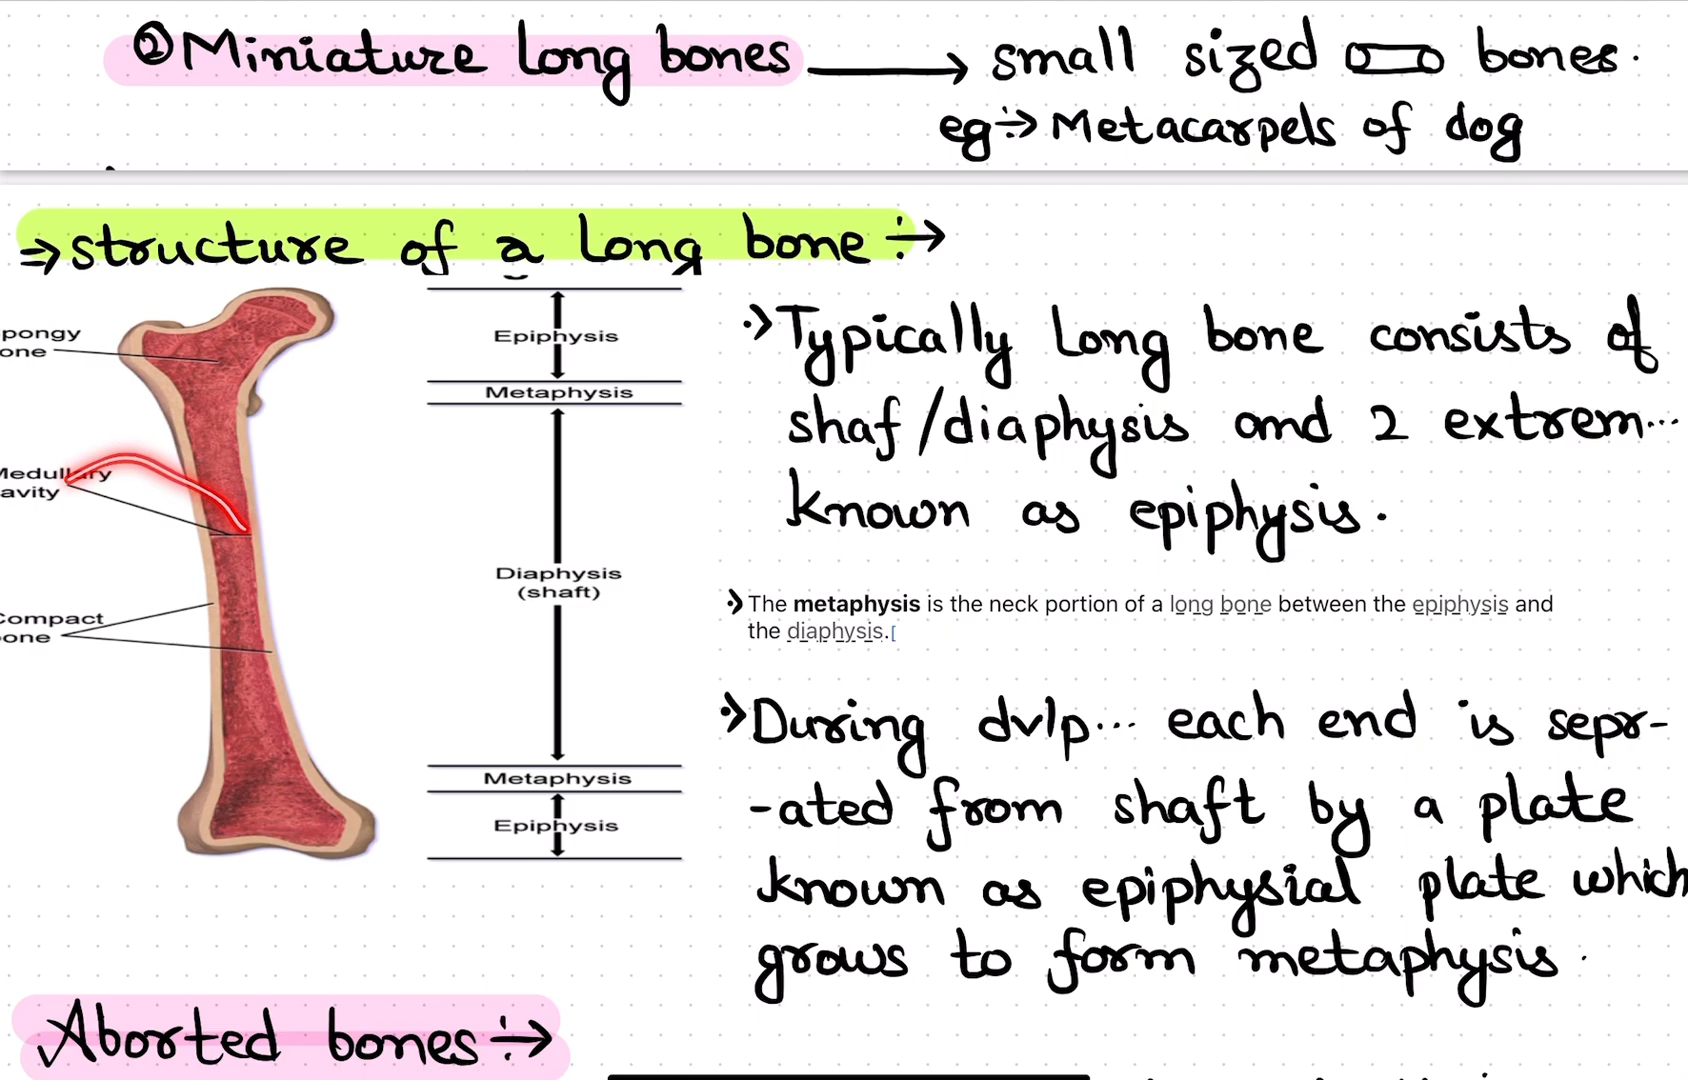 ② Miniature long bones → small sized bones.
eg ÷> Metacarpels of dog
⇒ structure of a long bone ÷→
pongy
one
Epiphysis
Metaphysis
Medullary
avity
Diaphysis
(shaft)
Compact
one
Metaphysis
Epiphysis
Typically long bone consists of
shaf/diaphysis and 2 extrem...
known as epiphysis.
The metaphysis is the neck portion of a long bone between the epiphysis and
the diaphysis.[
During dvlp... each end is sepr-
-ated from shaft by a plate
known as epiphysial plate which
grows to form metaphysis.
Aborted bones ÷→